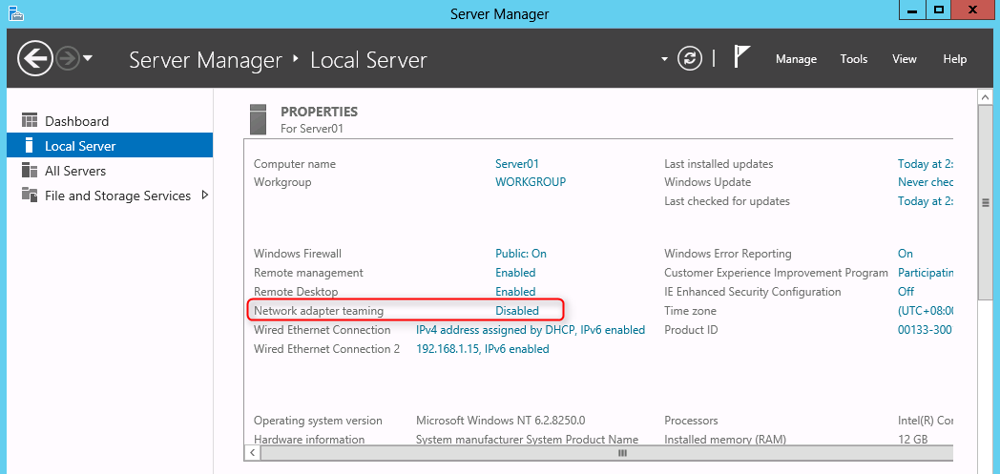 Server Manager
Server Manager ‣ Local Server
Manage Tools View Help
Dashboard
Local Server
All Servers
File and Storage Services
PROPERTIES
For Server01
Computer name Server01 Last installed updates Today at 2:
Workgroup WORKGROUP Windows Update Never chec
Last checked for updates Today at 2:
Windows Firewall Public: On Windows Error Reporting On
Remote management Enabled Customer Experience Improvement Program Participatin
Remote Desktop Enabled IE Enhanced Security Configuration Off
Network adapter teaming Disabled Time zone (UTC+08:00
Wired Ethernet Connection IPv4 address assigned by DHCP, IPv6 enabled Product ID 00133-300
Wired Ethernet Connection 2 192.168.1.15, IPv6 enabled
Operating system version Microsoft Windows NT 6.2.8250.0 Processors Intel(R) Cor
Hardware information System manufacturer System Product Name Installed memory (RAM) 12 GB